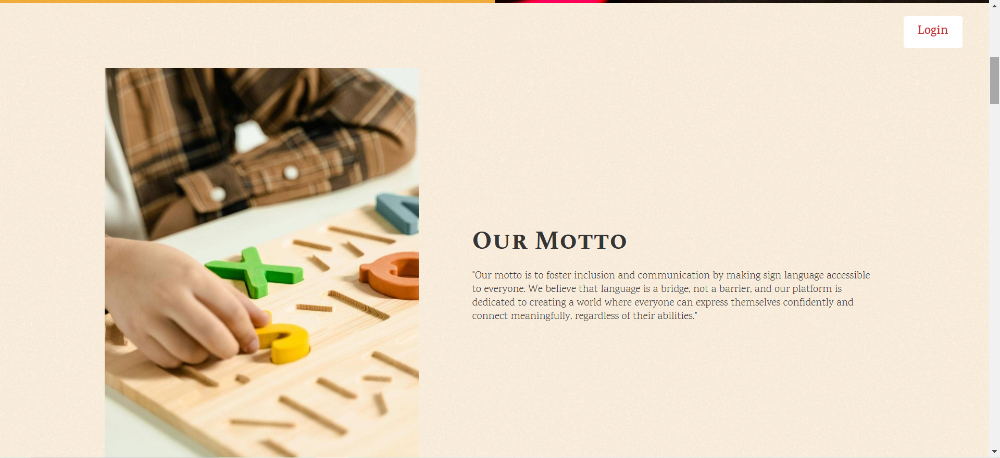 Login
Our Motto
"Our motto is to foster inclusion and communication by making sign language accessible
to everyone. We believe that language is a bridge, not a barrier, and our platform is
dedicated to creating a world where everyone can express themselves confidently and
connect meaningfully, regardless of their abilities."
X